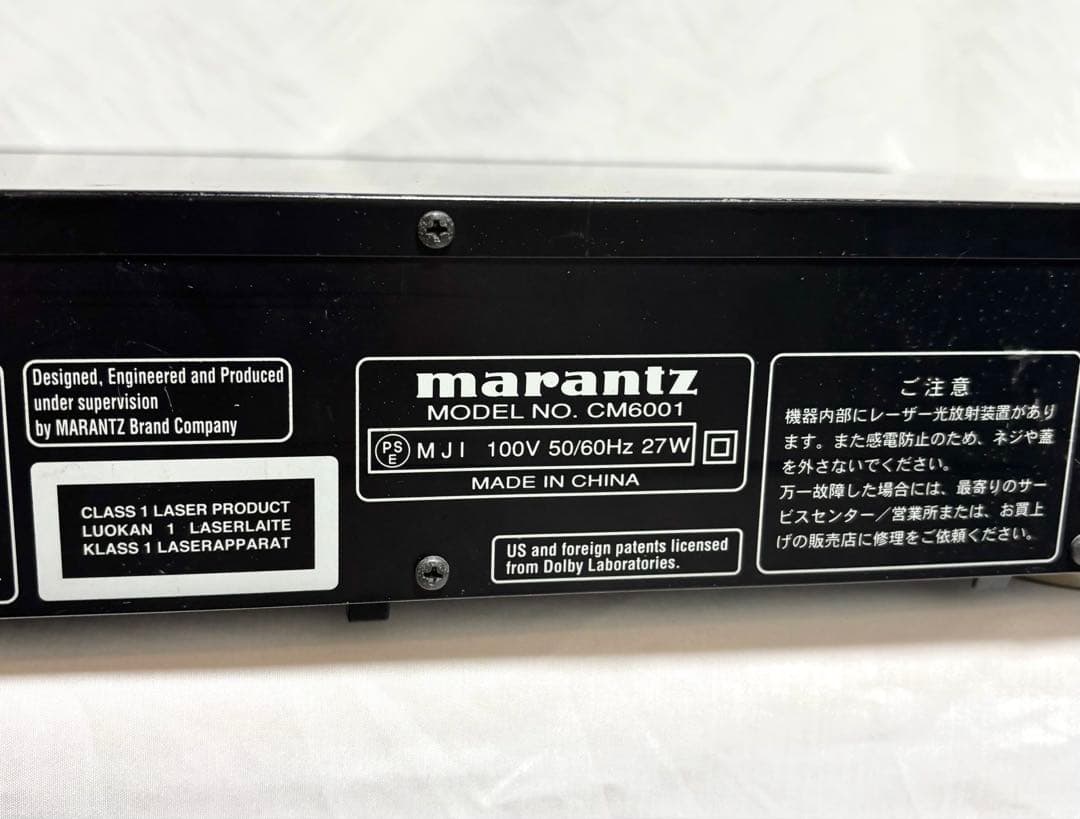 Designed, Engineered and Produced
under supervision
by MARANTZ Brand Company
CLASS 1 LASER PRODUCT
LUOKAN 1 LASERLAITE
KLASS 1 LASERAPPARAT
marantz
MODEL NO. CM6001
PSE MJI 100V 50/60Hz 27W
MADE IN CHINA
US and foreign patents licensed
from Dolby Laboratories.
ご注意
機器内部にレーザー光放射装置があり
ます。また感電防止のため、ネジや蓋
を外さないでください。
万一故障した場合には、最寄りのサー
ビスセンター／営業所または、お買上
げの販売店に修理をご依頼ください。